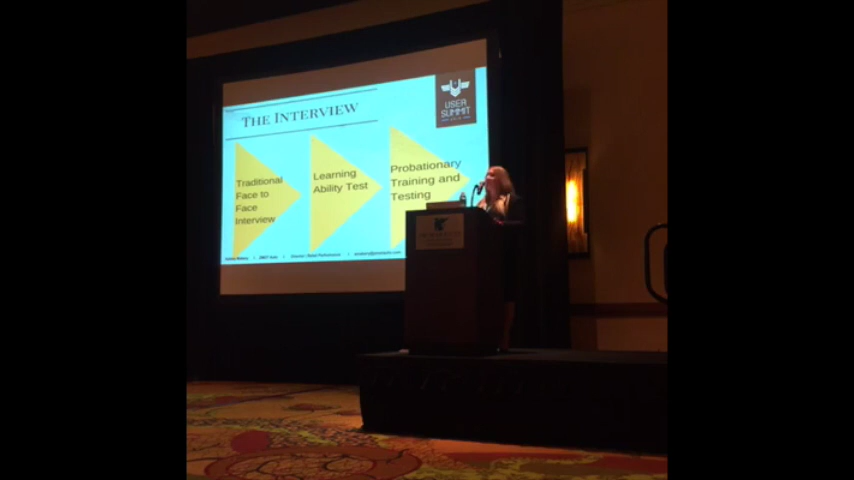 THE INTERVIEW
USER
SUMMIT
Traditional
Face to
Face
Interview
Learning
Ability Test
Probationary
Training and
Testing